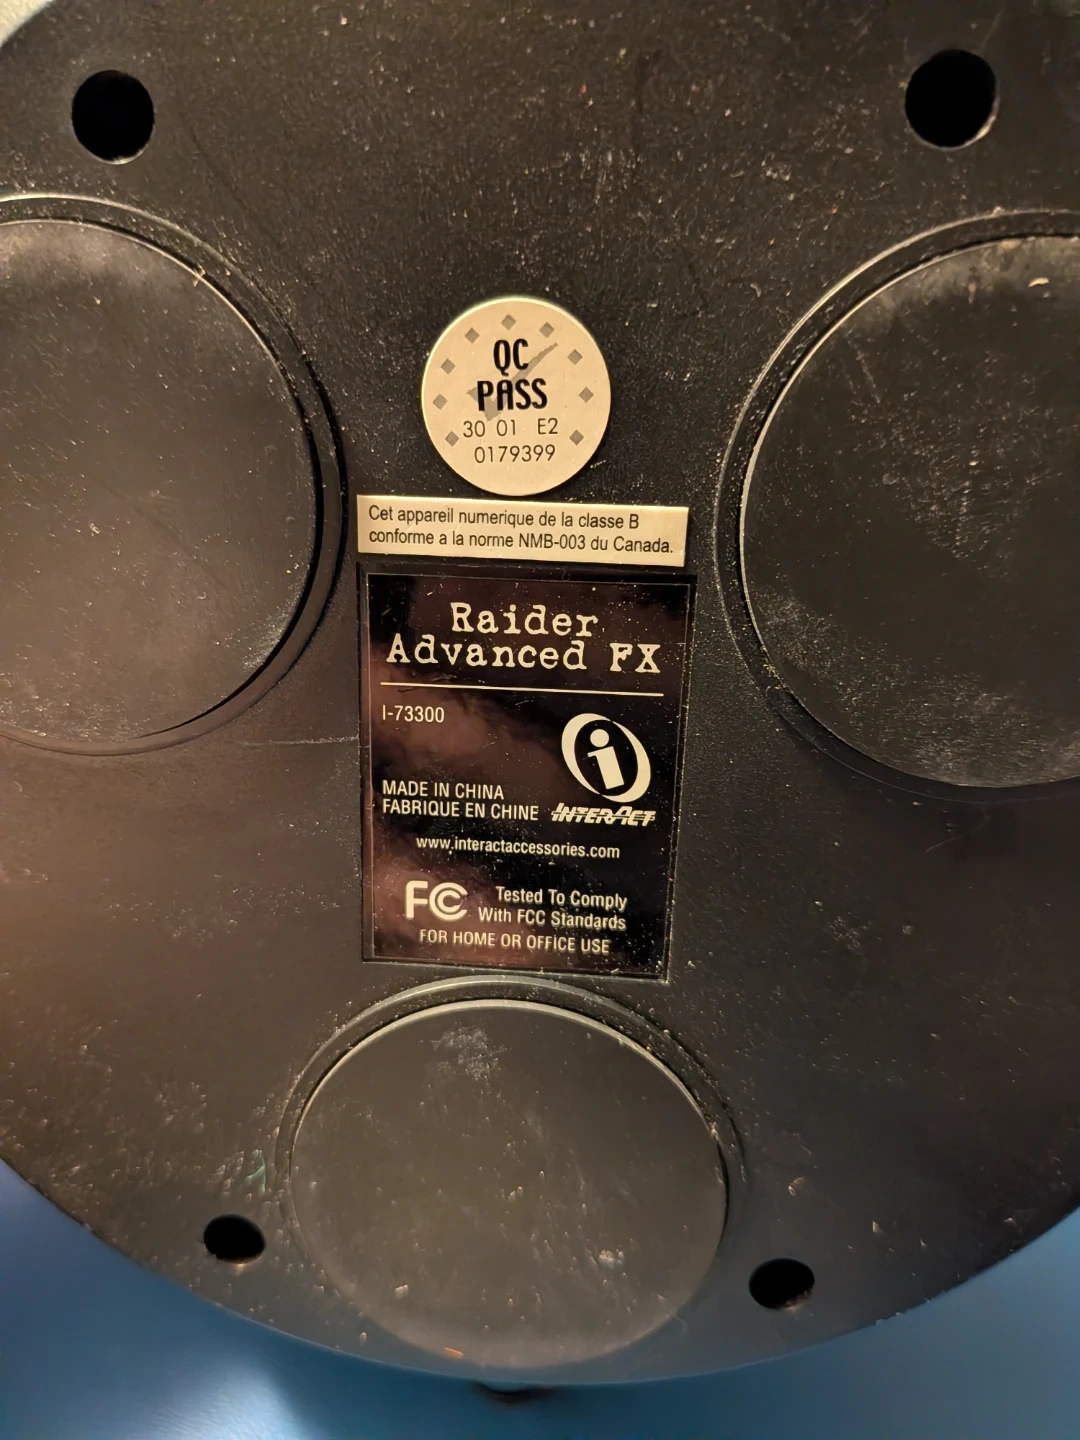 QC
PASS
30 01 E2
0179399
Cet appareil numerique de la classe B
conforme a la norme NMB-003 du Canada.
Raider
Advanced FX
I-73300
MADE IN CHINA
FABRIQUE EN CHINE
INTERACT
www.interactaccessories.com
FC
Tested To Comply
With FCC Standards
FOR HOME OR OFFICE USE